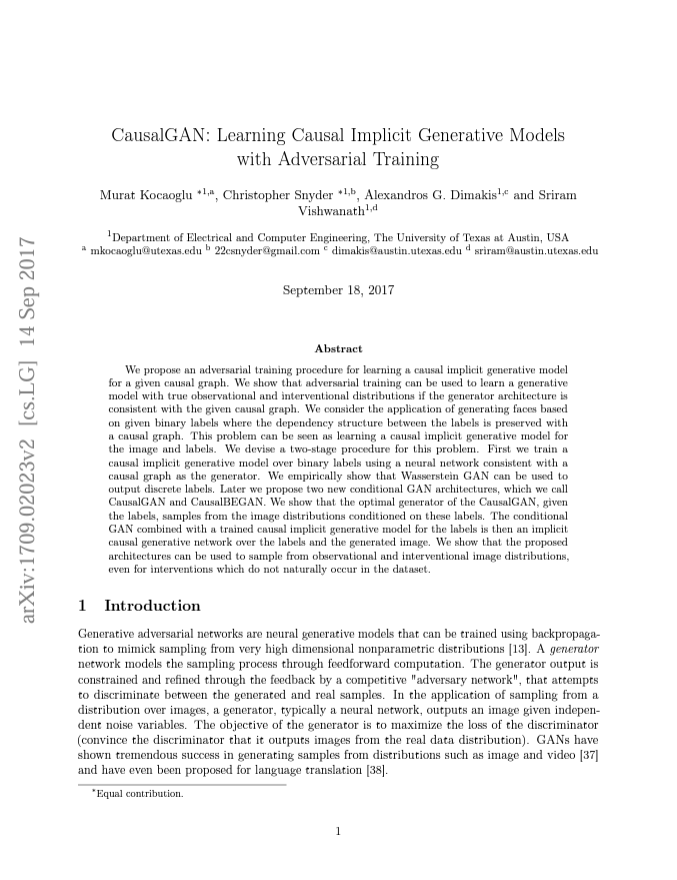 CausalGAN: Learning Causal Implicit Generative Models
with Adversarial Training
Murat Kocaoglu *1,a, Christopher Snyder *1,b, Alexandros G. Dimakis1,c and Sriram
Vishwanath1,d
1Department of Electrical and Computer Engineering, The University of Texas at Austin, USA
a mkocaoglu@utexas.edu b 22csnyder@gmail.com c dimakis@austin.utexas.edu d sriram@austin.utexas.edu
September 18, 2017
arXiv:1709.02023v2 [cs.LG] 14 Sep 2017
Abstract
We propose an adversarial training procedure for learning a causal implicit generative model
for a given causal graph. We show that adversarial training can be used to learn a generative
model with true observational and interventional distributions if the generator architecture is
consistent with the given causal graph. We consider the application of generating faces based
on given binary labels where the dependency structure between the labels is preserved with
a causal graph. This problem can be seen as learning a causal implicit generative model for
the image and labels. We devise a two-stage procedure for this problem. First we train a
causal implicit generative model over binary labels using a neural network consistent with a
causal graph as the generator. We empirically show that Wasserstein GAN can be used to
output discrete labels. Later we propose two new conditional GAN architectures, which we call
CausalGAN and CausalBEGAN. We show that the optimal generator of the CausalGAN, given
the labels, samples from the image distributions conditioned on these labels. The conditional
GAN combined with a trained causal implicit generative model for the labels is then an implicit
causal generative network over the labels and the generated image. We show that the proposed
architectures can be used to sample from observational and interventional image distributions,
even for interventions which do not naturally occur in the dataset.
1 Introduction
Generative adversarial networks are neural generative models that can be trained using backpropaga-
tion to mimick sampling from very high dimensional nonparametric distributions [13]. A generator
network models the sampling process through feedforward computation. The generator output is
constrained and refined through the feedback by a competitive "adversary network", that attempts
to discriminate between the generated and real samples. In the application of sampling from a
distribution over images, a generator, typically a neural network, outputs an image given indepen-
dent noise variables. The objective of the generator is to maximize the loss of the discriminator
(convince the discriminator that it outputs images from the real data distribution). GANs have
shown tremendous success in generating samples from distributions such as image and video [37]
and have even been proposed for language translation [38].
*Equal contribution.
1